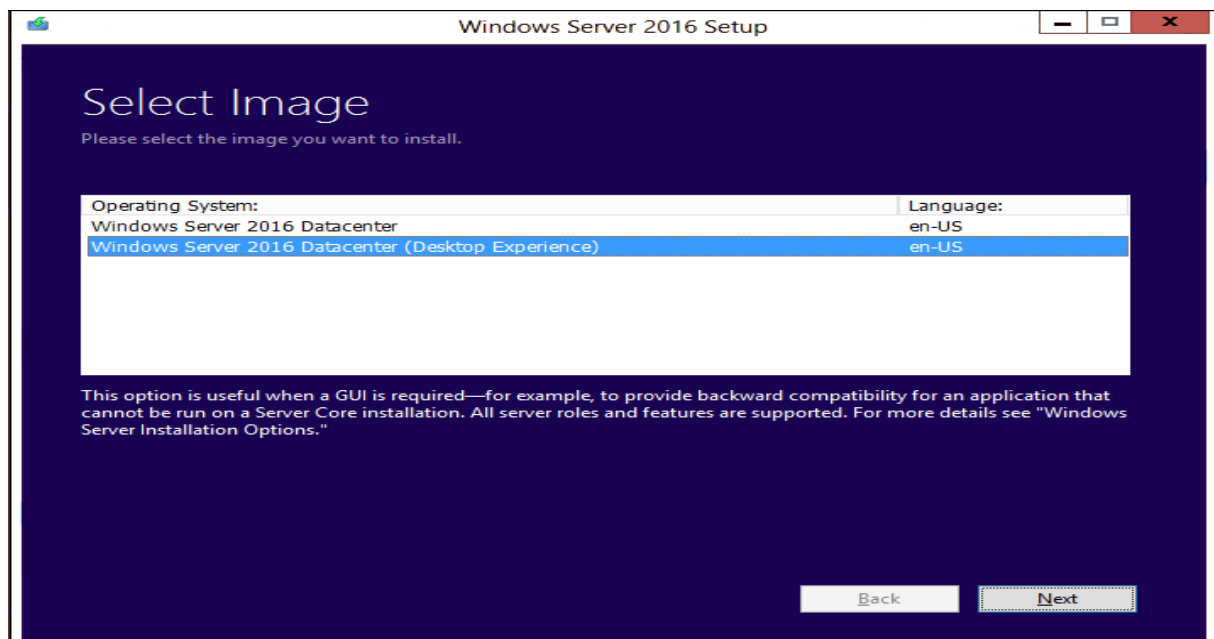 Windows Server 2016 Setup
Select Image
Please select the image you want to install.
Operating System: Language:
Windows Server 2016 Datacenter en-US
Windows Server 2016 Datacenter (Desktop Experience) en-US
This option is useful when a GUI is required—for example, to provide backward compatibility for an application that
cannot be run on a Server Core installation. All server roles and features are supported. For more details see "Windows
Server Installation Options."
Back Next